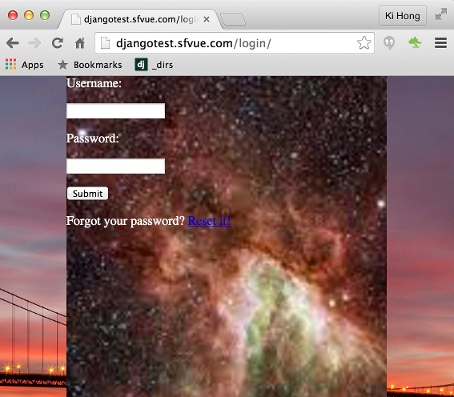 djangotest.sfvue.com/logi
Ki Hong
djangotest.sfvue.com/login/
Apps
Bookmarks
dj
_dirs
Username:
Password:
Submit
Forgot your password? Reset it!